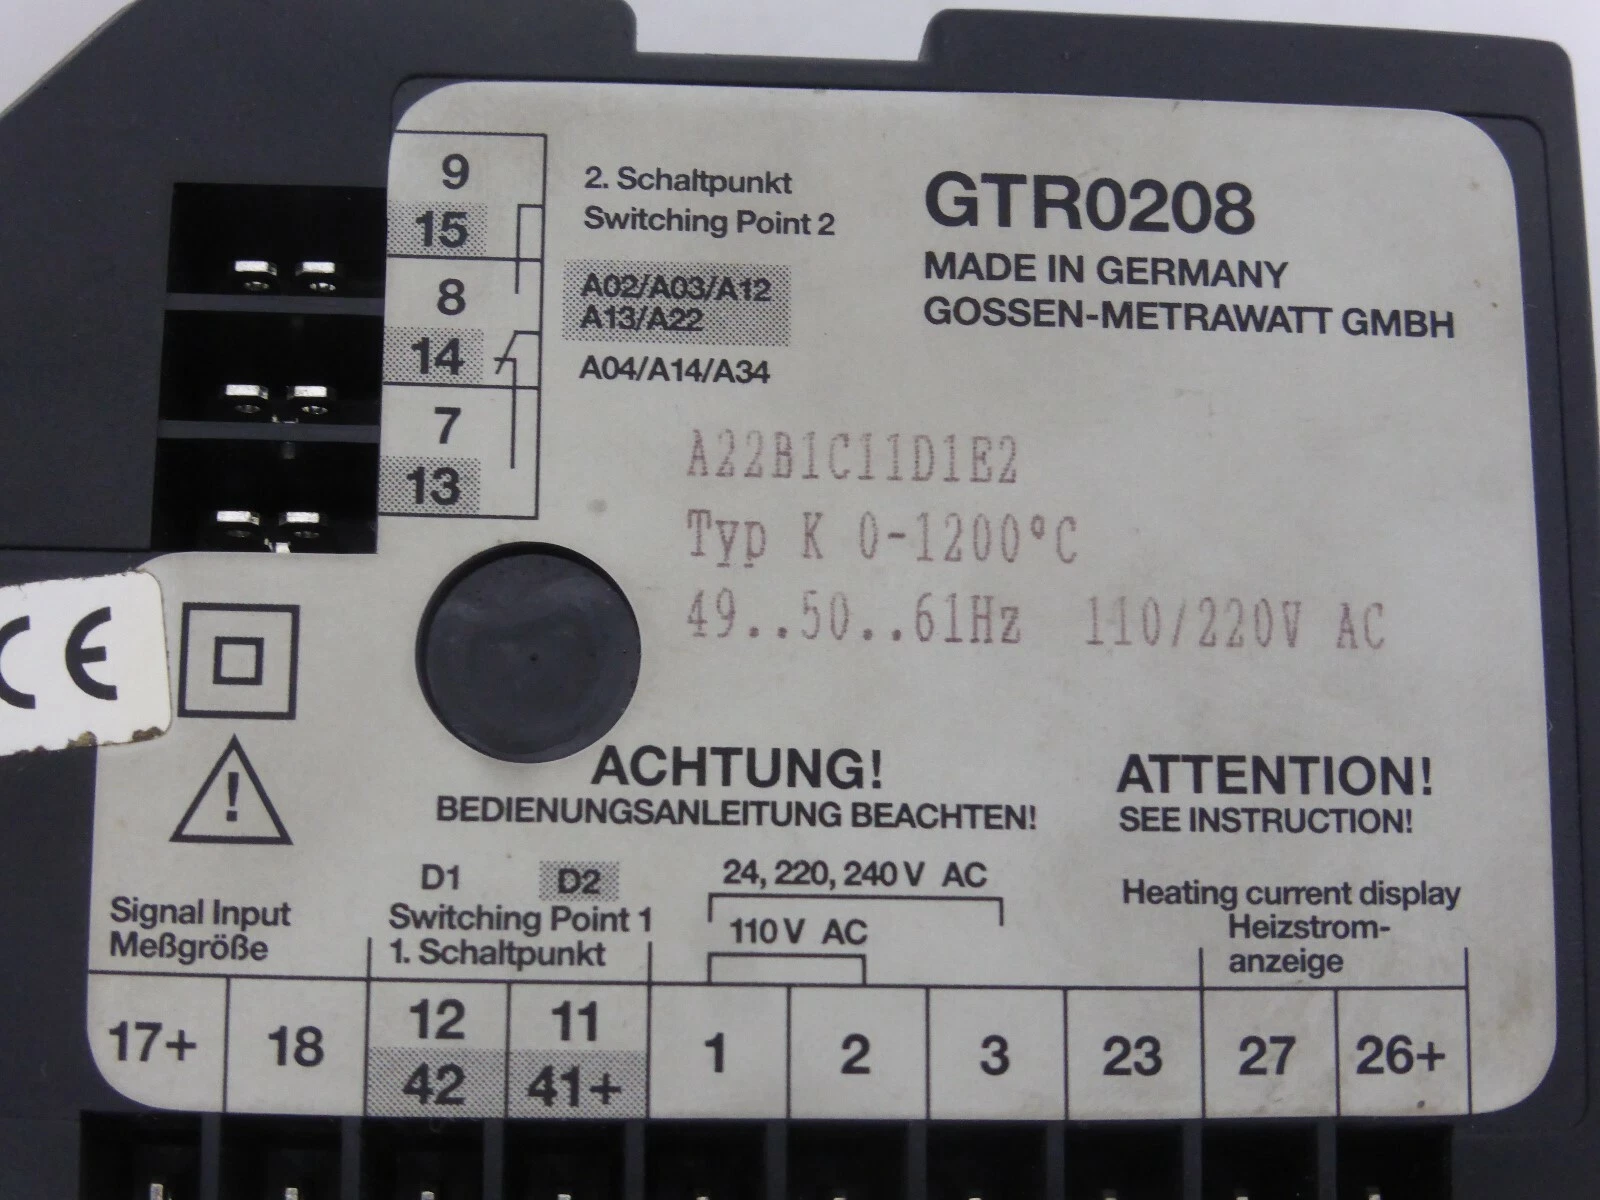 9
15
8
14
7
13
2. Schaltpunkt
Switching Point 2
A02/A03/A12
A13/A22
A04/A14/A34
GTR0208
MADE IN GERMANY
GOSSEN-METRAWATT GMBH
A22B1C11D1E2
Typ K 0-1200°C
49..50..61Hz 110/220V AC
CE
ACHTUNG!
BEDIENUNGSANLEITUNG BEACHTEN!
ATTENTION!
SEE INSTRUCTION!
Signal Input
Meßgröße
D1 D2
Switching Point 1
1. Schaltpunkt
24, 220, 240 V AC
110 V AC
Heating current display
Heizstrom-
anzeige
17+ 18 12 11 1 2 3 23 27 26+
42 41+